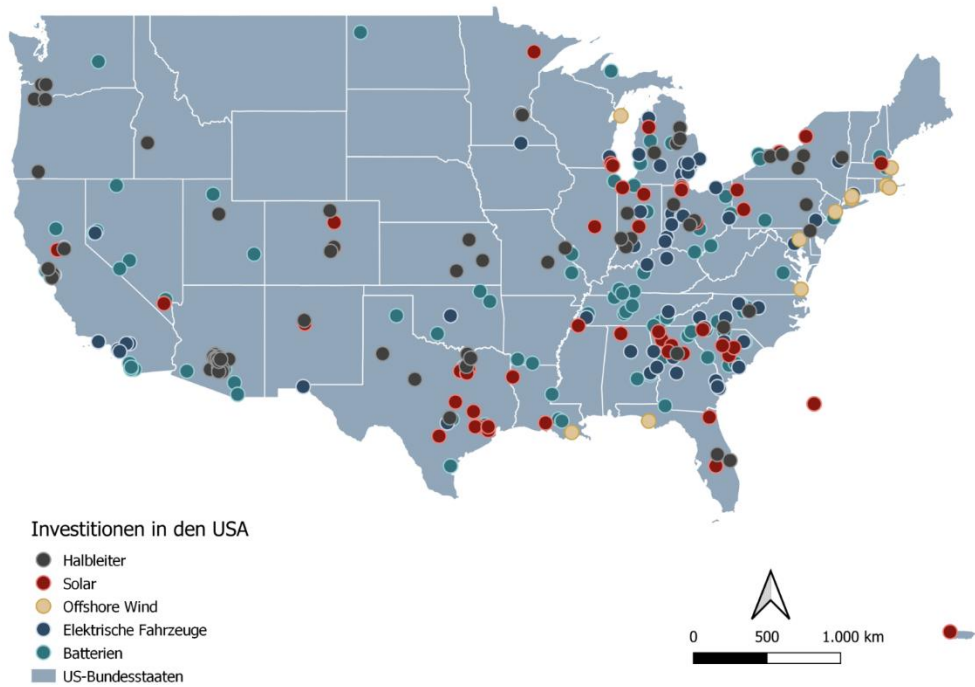 Investitionen in den USA
Halbleiter
Solar
Offshore Wind
Elektrische Fahrzeuge
Batterien
US-Bundesstaaten
0 500 1.000 km